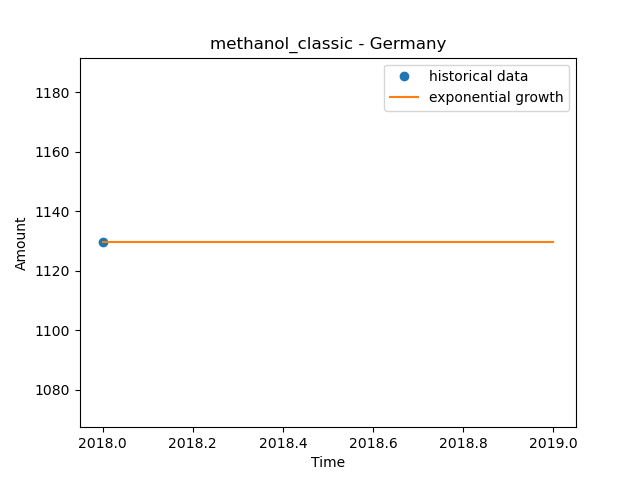 methanol_classic - Germany
historical data
exponential growth
1180
1160
1140
1120
1100
1080
Amount
2018.0 2018.2 2018.4 2018.6 2018.8 2019.0
Time